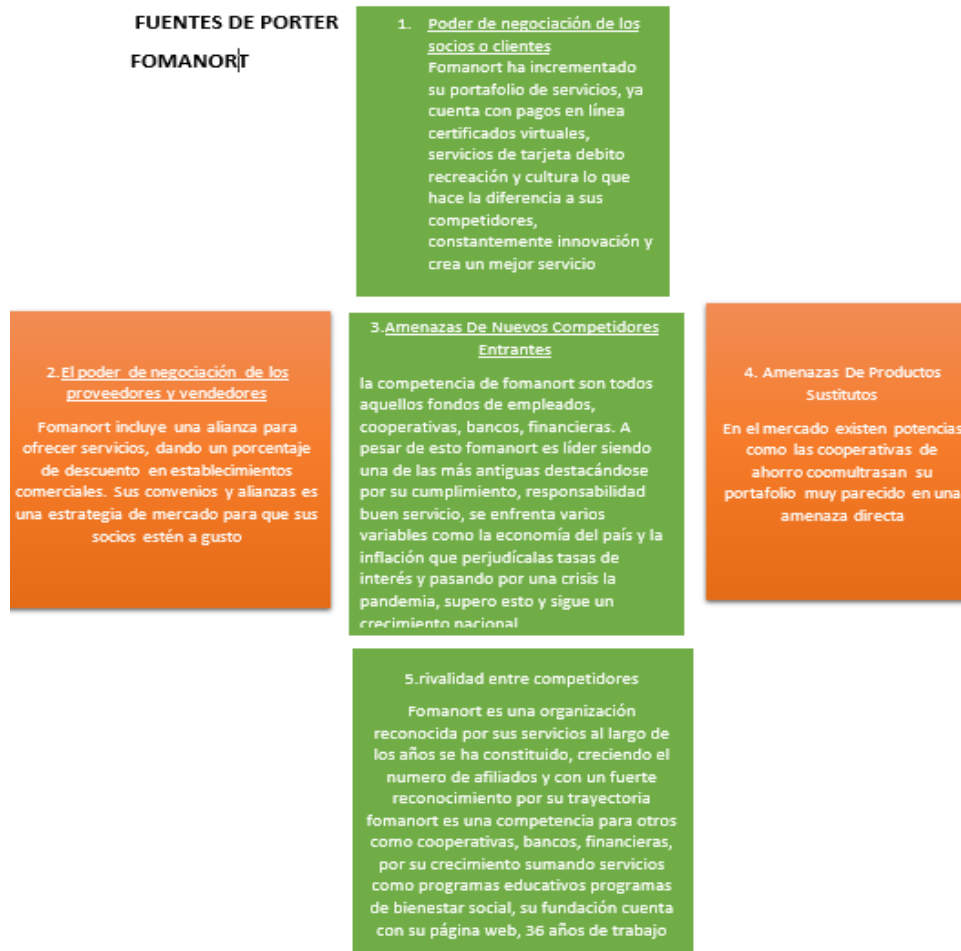 FUENTES DE PORTER
FOMANORT
1. Poder de negociación de los
socios o clientes
Fomanort ha incrementado
su portafolio de servicios, ya
cuenta con pagos en línea
certificados virtuales,
servicios de tarjeta debito
recreación y cultura lo que
hace la diferencia a sus
competidores,
constantemente innovación y
crea un mejor servicio
2.El poder de negociación de los
proveedores y vendedores
Fomanort incluye una alianza para
ofrecer servicios, dando un porcentaje
de descuento en establecimientos
comerciales. Sus convenios y alianzas es
una estrategia de mercado para que sus
socios estén a gusto
3.Amenazas De Nuevos Competidores
Entrantes
la competencia de fomanort son todos
aquellos fondos de empleados,
cooperativas, bancos, financieras. A
pesar de esto fomanort es líder siendo
una de las más antiguas destacándose
por su cumplimiento, responsabilidad
buen servicio, se enfrenta varios
variables como la economía del país y la
inflación que perjudícalas tasas de
interés y pasando por una crisis la
pandemia, supero esto y sigue un
crecimiento nacional
4. Amenazas De Productos
Sustitutos
En el mercado existen potencias
como las cooperativas de
ahorro coomultrasan su
portafolio muy parecido en una
amenaza directa
5.rivalidad entre competidores
Fomanort es una organización
reconocida por sus servicios al largo de
los años se ha constituido, creciendo el
numero de afiliados y con un fuerte
reconocimiento por su trayectoria
fomanort es una competencia para otros
como cooperativas, bancos, financieras,
por su crecimiento sumando servicios
como programas educativos programas
de bienestar social, su fundación cuenta
con su página web, 36 años de trabajo